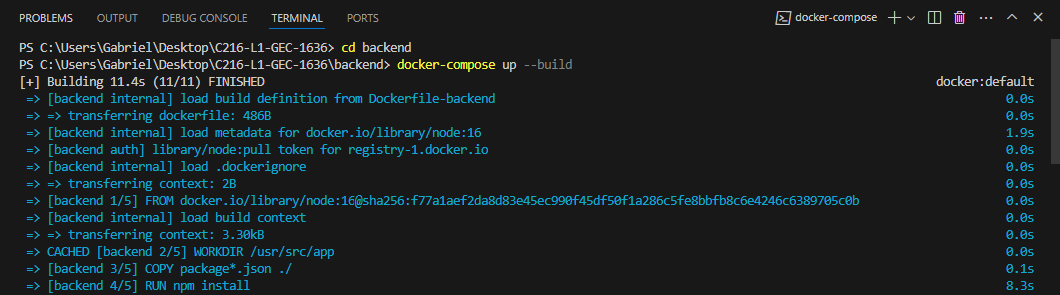 PROBLEMS OUTPUT DEBUG CONSOLE TERMINAL PORTS docker-compose
PS C:\Users\Gabriel\Desktop\C216-L1-GEC-1636> cd backend
PS C:\Users\Gabriel\Desktop\C216-L1-GEC-1636\backend> docker-compose up --build
[+] Building 11.4s (11/11) FINISHED docker:default
=> [backend internal] load build definition from Dockerfile-backend 0.0s
=> => transferring dockerfile: 486B 0.0s
=> [backend internal] load metadata for docker.io/library/node:16 1.9s
=> [backend auth] library/node:pull token for registry-1.docker.io 0.0s
=> [backend internal] load .dockerignore 0.0s
=> => transferring context: 2B 0.0s
=> [backend 1/5] FROM docker.io/library/node:16@sha256:f77a1aef2da8d83e45ec990f45df50f1a286c5fe8bbfb8c6e4246c6389705c0b 0.0s
=> [backend internal] load build context 0.0s
=> => transferring context: 3.30kB 0.0s
=> CACHED [backend 2/5] WORKDIR /usr/src/app 0.0s
=> [backend 3/5] COPY package*.json ./ 0.1s
=> [backend 4/5] RUN npm install 8.3s